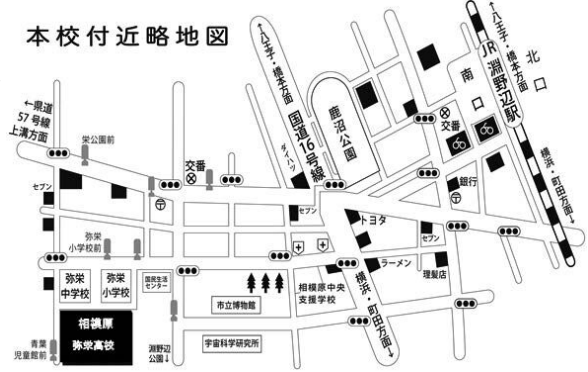 本校付近略地図
↑八王子・橋本方面
国道16号線
ダイハツ
鹿沼公園
↑八王子・橋本方面
JR 淵野辺駅
北口
南口
交番
横浜・町田方面↓
←県道
57号線
上溝方面
栄公園前
交番
セブン
セブン
トヨタ
銀行
セブン
弥栄
小学校前
ラーメン
理髪店
弥栄
中学校
弥栄
小学校
国民生活
センター
市立博物館
相模原中央
支援学校
横浜・町田方面↓
相模原
弥栄高校
青葉
児童館前
淵野辺
公園↓
宇宙科学研究所